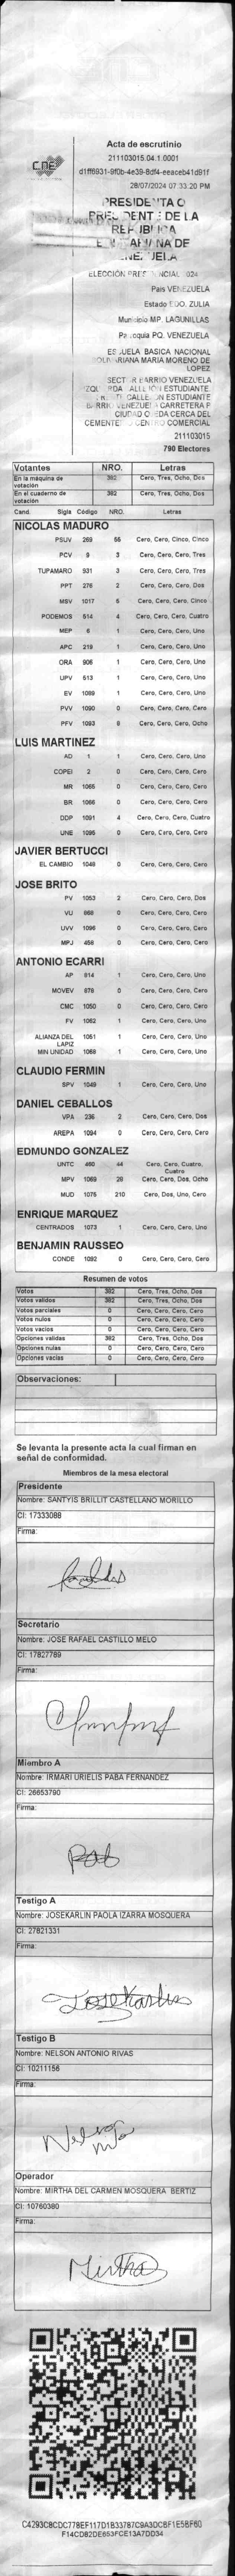 CNE
Acta de escrutinio
211103015.04.1.0001
d1ff6931-9f0b-4e39-8df4-eeaceb41d91f
28/07/2024 07:33:20 PM
PRESIDENTA O
DE LA
ELECCIÓN 2024
País VENEZUELA
Estado EDO. ZULIA
Municipio MP. LAGUNILLAS
Parroquia PQ. VENEZUELA
ESCUELA BASICA NACIONAL
BOLIVARIANA MARIA MORENO DE
LOPEZ
SECTOR BARRIO VENEZUELA
ESTUDIANTE
CALLEJON ESTUDIANTE
BARRIO VENEZUELA CARRETERA P
CIUDAD OJEDA CERCA DEL
CEMENTERIO CENTRO COMERCIAL
211103015
790 Electores
Votantes NRO. Letras
En la máquina de votación 382 Cero, Tres, Ocho, Dos
En el cuaderno de votación 382 Cero, Tres, Ocho, Dos
Cand. Sigla Código NRO. Letras
NICOLAS MADURO
PSUV 269 55 Cero, Cero, Cinco, Cinco
PCV 9 3 Cero, Cero, Cero, Tres
TUPAMARO 931 3 Cero, Cero, Cero, Tres
PPT 276 2 Cero, Cero, Cero, Dos
MSV 1017 5 Cero, Cero, Cero, Cinco
PODEMOS 514 4 Cero, Cero, Cero, Cuatro
MEP 6 1 Cero, Cero, Cero, Uno
APC 219 1 Cero, Cero, Cero, Uno
ORA 906 1 Cero, Cero, Cero, Uno
UPV 513 1 Cero, Cero, Cero, Uno
EV 1089 1 Cero, Cero, Cero, Uno
PVV 1090 0 Cero, Cero, Cero, Cero
PFV 1093 8 Cero, Cero, Cero, Ocho
LUIS MARTINEZ
AD 1 1 Cero, Cero, Cero, Uno
COPEI 2 0 Cero, Cero, Cero, Cero
MR 1065 0 Cero, Cero, Cero, Cero
BR 1066 0 Cero, Cero, Cero, Cero
DDP 1091 4 Cero, Cero, Cero, Cuatro
UNE 1095 0 Cero, Cero, Cero, Cero
JAVIER BERTUCCI
EL CAMBIO 1048 0 Cero, Cero, Cero, Cero
JOSE BRITO
PV 1053 2 Cero, Cero, Cero, Dos
VU 868 0 Cero, Cero, Cero, Cero
UVV 1096 0 Cero, Cero, Cero, Cero
MPJ 458 0 Cero, Cero, Cero, Cero
ANTONIO ECARRI
AP 914 1 Cero, Cero, Cero, Uno
MOVEV 876 0 Cero, Cero, Cero, Cero
CMC 1050 0 Cero, Cero, Cero, Cero
FV 1062 1 Cero, Cero, Cero, Uno
ALIANZA DEL LAPIZ 1051 1 Cero, Cero, Cero, Uno
MIN UNIDAD 1068 1 Cero, Cero, Cero, Uno
CLAUDIO FERMIN
SPV 1049 1 Cero, Cero, Cero, Uno
DANIEL CEBALLOS
VPA 236 2 Cero, Cero, Cero, Dos
AREPA 1094 0 Cero, Cero, Cero, Cero
EDMUNDO GONZALEZ
UNTC 460 44 Cero, Cero, Cuatro, Cuatro
MPV 1069 28 Cero, Cero, Dos, Ocho
MUD 1075 210 Cero, Dos, Uno, Cero
ENRIQUE MARQUEZ
CENTRADOS 1073 1 Cero, Cero, Cero, Uno
BENJAMIN RAUSSEO
CONDE 1092 0 Cero, Cero, Cero, Cero
Resumen de votos
Votos 382 Cero, Tres, Ocho, Dos
Votos validos 382 Cero, Tres, Ocho, Dos
Votos parciales 0 Cero, Cero, Cero, Cero
Votos nulos 0 Cero, Cero, Cero, Cero
Votos vacíos 0 Cero, Cero, Cero, Cero
Opciones validas 382 Cero, Tres, Ocho, Dos
Opciones nulas 0 Cero, Cero, Cero, Cero
Opciones vacías 0 Cero, Cero, Cero, Cero
Observaciones:
Se levanta la presente acta la cual firman en
señal de conformidad.
Miembros de la mesa electoral
Presidente
Nombre: SANTYIS BRILLIT CASTELLANO MORILLO
CI: 17333088
Firma:
Secretario
Nombre: JOSE RAFAEL CASTILLO MELO
CI: 17827789
Firma:
Miembro A
Nombre: IRMARI URIELIS PABA FERNANDEZ
CI: 26653790
Firma:
Testigo A
Nombre: JOSEKARLIN PAOLA IZARRA MOSQUERA
CI: 27821331
Firma:
Josekarlin
Testigo B
Nombre: NELSON ANTONIO RIVAS
CI: 10211156
Firma:
Nelson
Operador
Nombre: MIRTHA DEL CARMEN MOSQUERA BERTIZ
CI: 10760380
Firma:
Mirtha
C4293C8CDC778EF117D1B33787C9A3DCBF1E5BF60
F14CD82DE653FCE13A7DD34